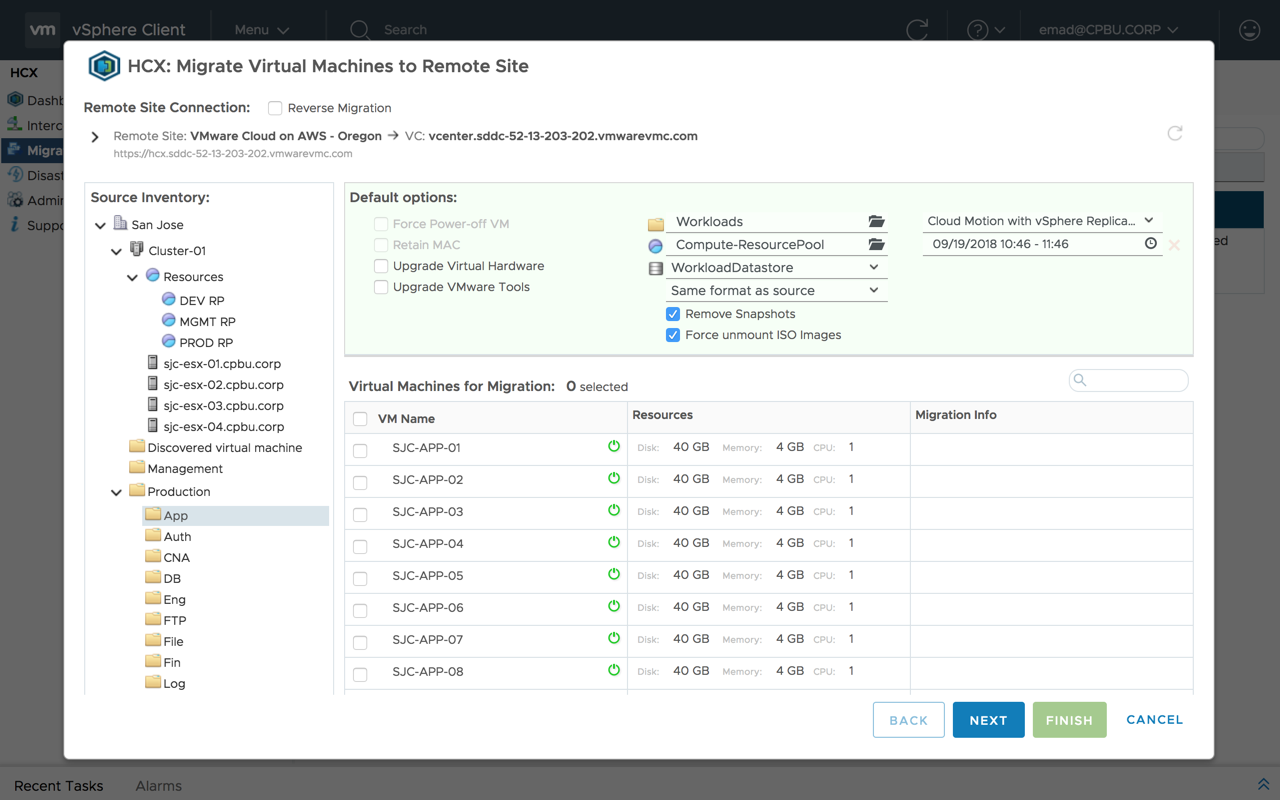 vm vSphere Client Menu Search emad@CPBU.CORP
HCX
HCX: Migrate Virtual Machines to Remote Site
Dashb
Interc
Migra
Disast
Admin
Suppo
ed
Remote Site Connection: Reverse Migration
Remote Site: VMware Cloud on AWS - Oregon → VC: vcenter.sddc-52-13-203-202.vmwarevmc.com
https://hcx.sddc-52-13-203-202.vmwarevmc.com
Source Inventory:
San Jose
Cluster-01
Resources
DEV RP
MGMT RP
PROD RP
sjc-esx-01.cpbu.corp
sjc-esx-02.cpbu.corp
sjc-esx-03.cpbu.corp
sjc-esx-04.cpbu.corp
Discovered virtual machine
Management
Production
App
Auth
CNA
DB
Eng
FTP
File
Fin
Log
Default options:
Force Power-off VM
Retain MAC
Upgrade Virtual Hardware
Upgrade VMware Tools
Workloads
Compute-ResourcePool
WorkloadDatastore
Same format as source
Remove Snapshots
Force unmount ISO Images
Cloud Motion with vSphere Replica...
09/19/2018 10:46 - 11:46
Virtual Machines for Migration: 0 selected
VM Name Resources Migration Info
SJC-APP-01 Disk: 40 GB Memory: 4 GB CPU: 1
SJC-APP-02 Disk: 40 GB Memory: 4 GB CPU: 1
SJC-APP-03 Disk: 40 GB Memory: 4 GB CPU: 1
SJC-APP-04 Disk: 40 GB Memory: 4 GB CPU: 1
SJC-APP-05 Disk: 40 GB Memory: 4 GB CPU: 1
SJC-APP-06 Disk: 40 GB Memory: 4 GB CPU: 1
SJC-APP-07 Disk: 40 GB Memory: 4 GB CPU: 1
SJC-APP-08 Disk: 40 GB Memory: 4 GB CPU: 1
BACK NEXT FINISH CANCEL
Recent Tasks Alarms